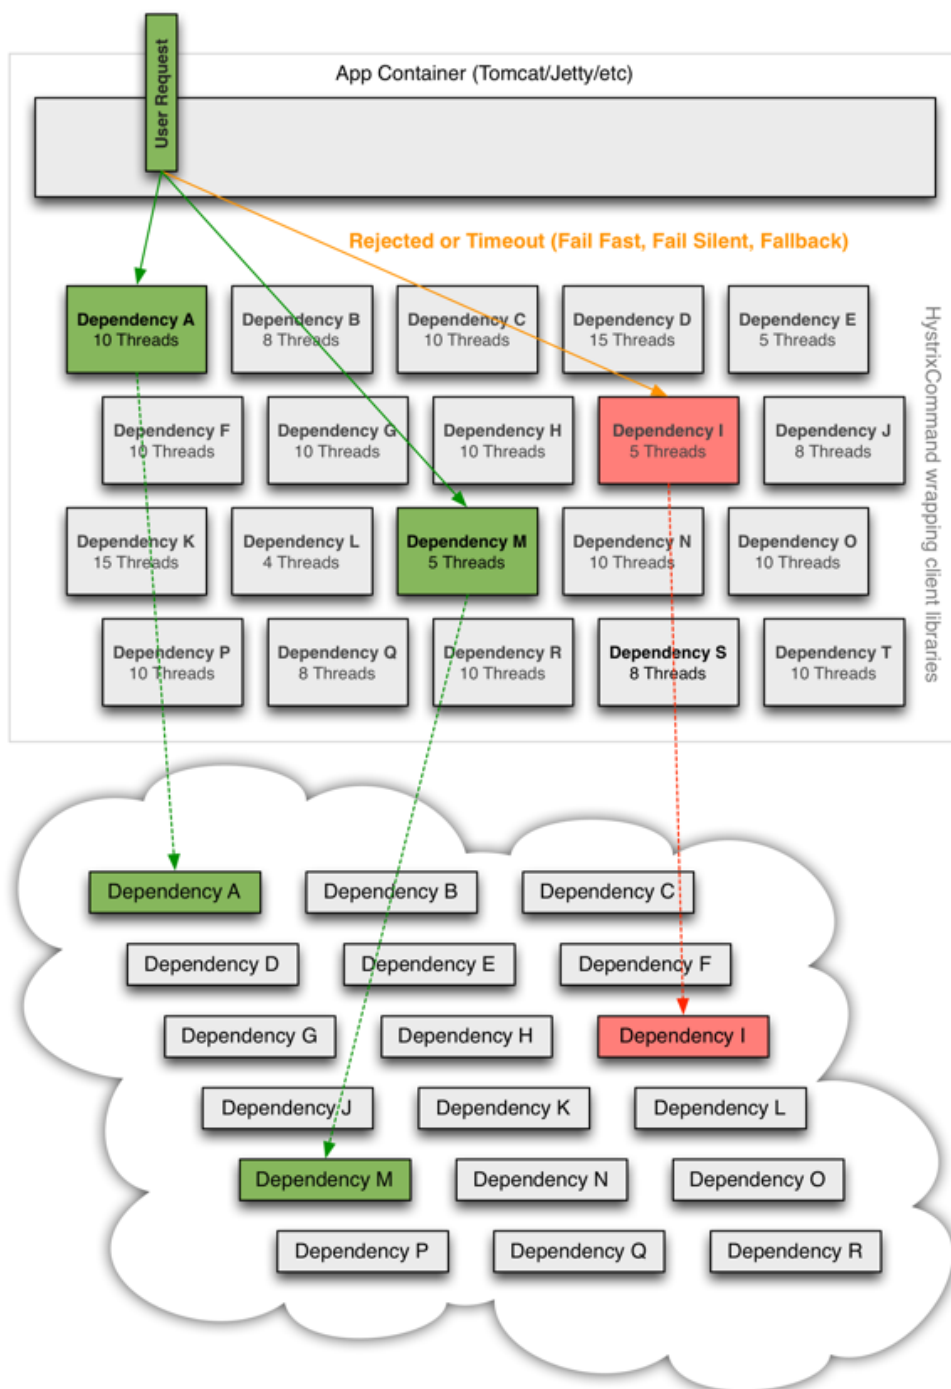 User Request
App Container (Tomcat/Jetty/etc)
Rejected or Timeout (Fail Fast, Fail Silent, Fallback)
Dependency A
10 Threads
Dependency B
8 Threads
Dependency C
10 Threads
Dependency D
15 Threads
Dependency E
5 Threads
Dependency F
10 Threads
Dependency G
10 Threads
Dependency H
10 Threads
Dependency I
5 Threads
Dependency J
8 Threads
Dependency K
15 Threads
Dependency L
4 Threads
Dependency M
5 Threads
Dependency N
10 Threads
Dependency O
10 Threads
Dependency P
10 Threads
Dependency Q
8 Threads
Dependency R
10 Threads
Dependency S
8 Threads
Dependency T
10 Threads
HystrixCommand wrapping client libraries
Dependency A
Dependency B
Dependency C
Dependency D
Dependency E
Dependency F
Dependency G
Dependency H
Dependency I
Dependency J
Dependency K
Dependency L
Dependency M
Dependency N
Dependency O
Dependency P
Dependency Q
Dependency R